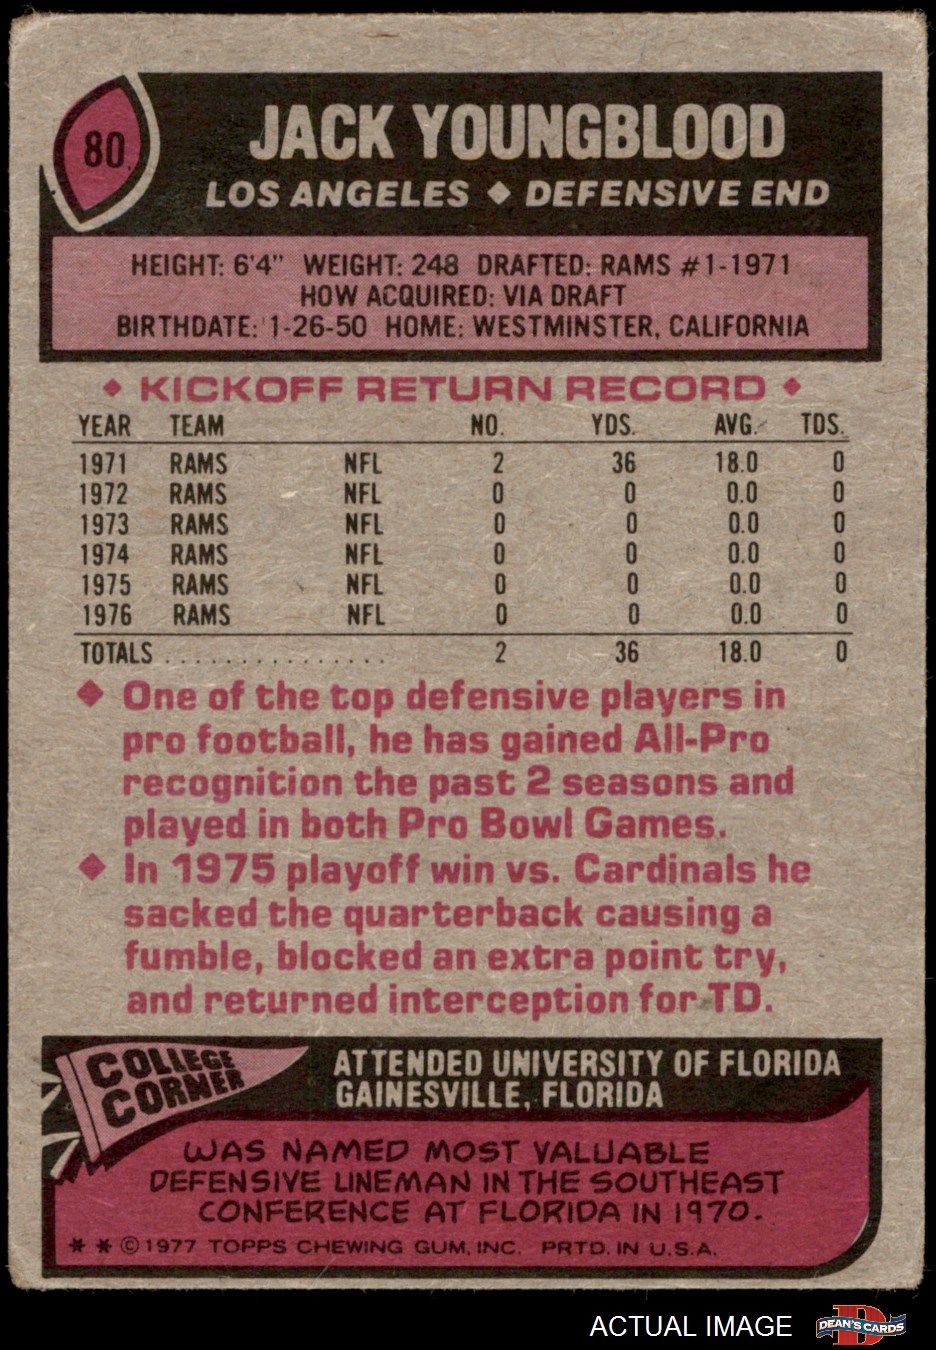 80
JACK YOUNGBLOOD
LOS ANGELES ◆ DEFENSIVE END
HEIGHT: 6'4" WEIGHT: 248 DRAFTED: RAMS #1-1971
HOW ACQUIRED: VIA DRAFT
BIRTHDATE: 1-26-50 HOME: WESTMINSTER, CALIFORNIA
◆ KICKOFF RETURN RECORD ◆
YEAR TEAM NO. YDS. AVG. TDS.
1971 RAMS NFL 2 36 18.0 0
1972 RAMS NFL 0 0 0.0 0
1973 RAMS NFL 0 0 0.0 0
1974 RAMS NFL 0 0 0.0 0
1975 RAMS NFL 0 0 0.0 0
1976 RAMS NFL 0 0 0.0 0
TOTALS ................ 2 36 18.0 0
◆ One of the top defensive players in
pro football, he has gained All-Pro
recognition the past 2 seasons and
played in both Pro Bowl Games.
◆ In 1975 playoff win vs. Cardinals he
sacked the quarterback causing a
fumble, blocked an extra point try,
and returned interception for TD.
COLLEGE
CORNER
ATTENDED UNIVERSITY OF FLORIDA
GAINESVILLE, FLORIDA
WAS NAMED MOST VALUABLE
DEFENSIVE LINEMAN IN THE SOUTHEAST
CONFERENCE AT FLORIDA IN 1970.
* * © 1977 TOPPS CHEWING GUM, INC. PRTD. IN U.S.A.
ACTUAL IMAGE
D
DEAN'S CARDS